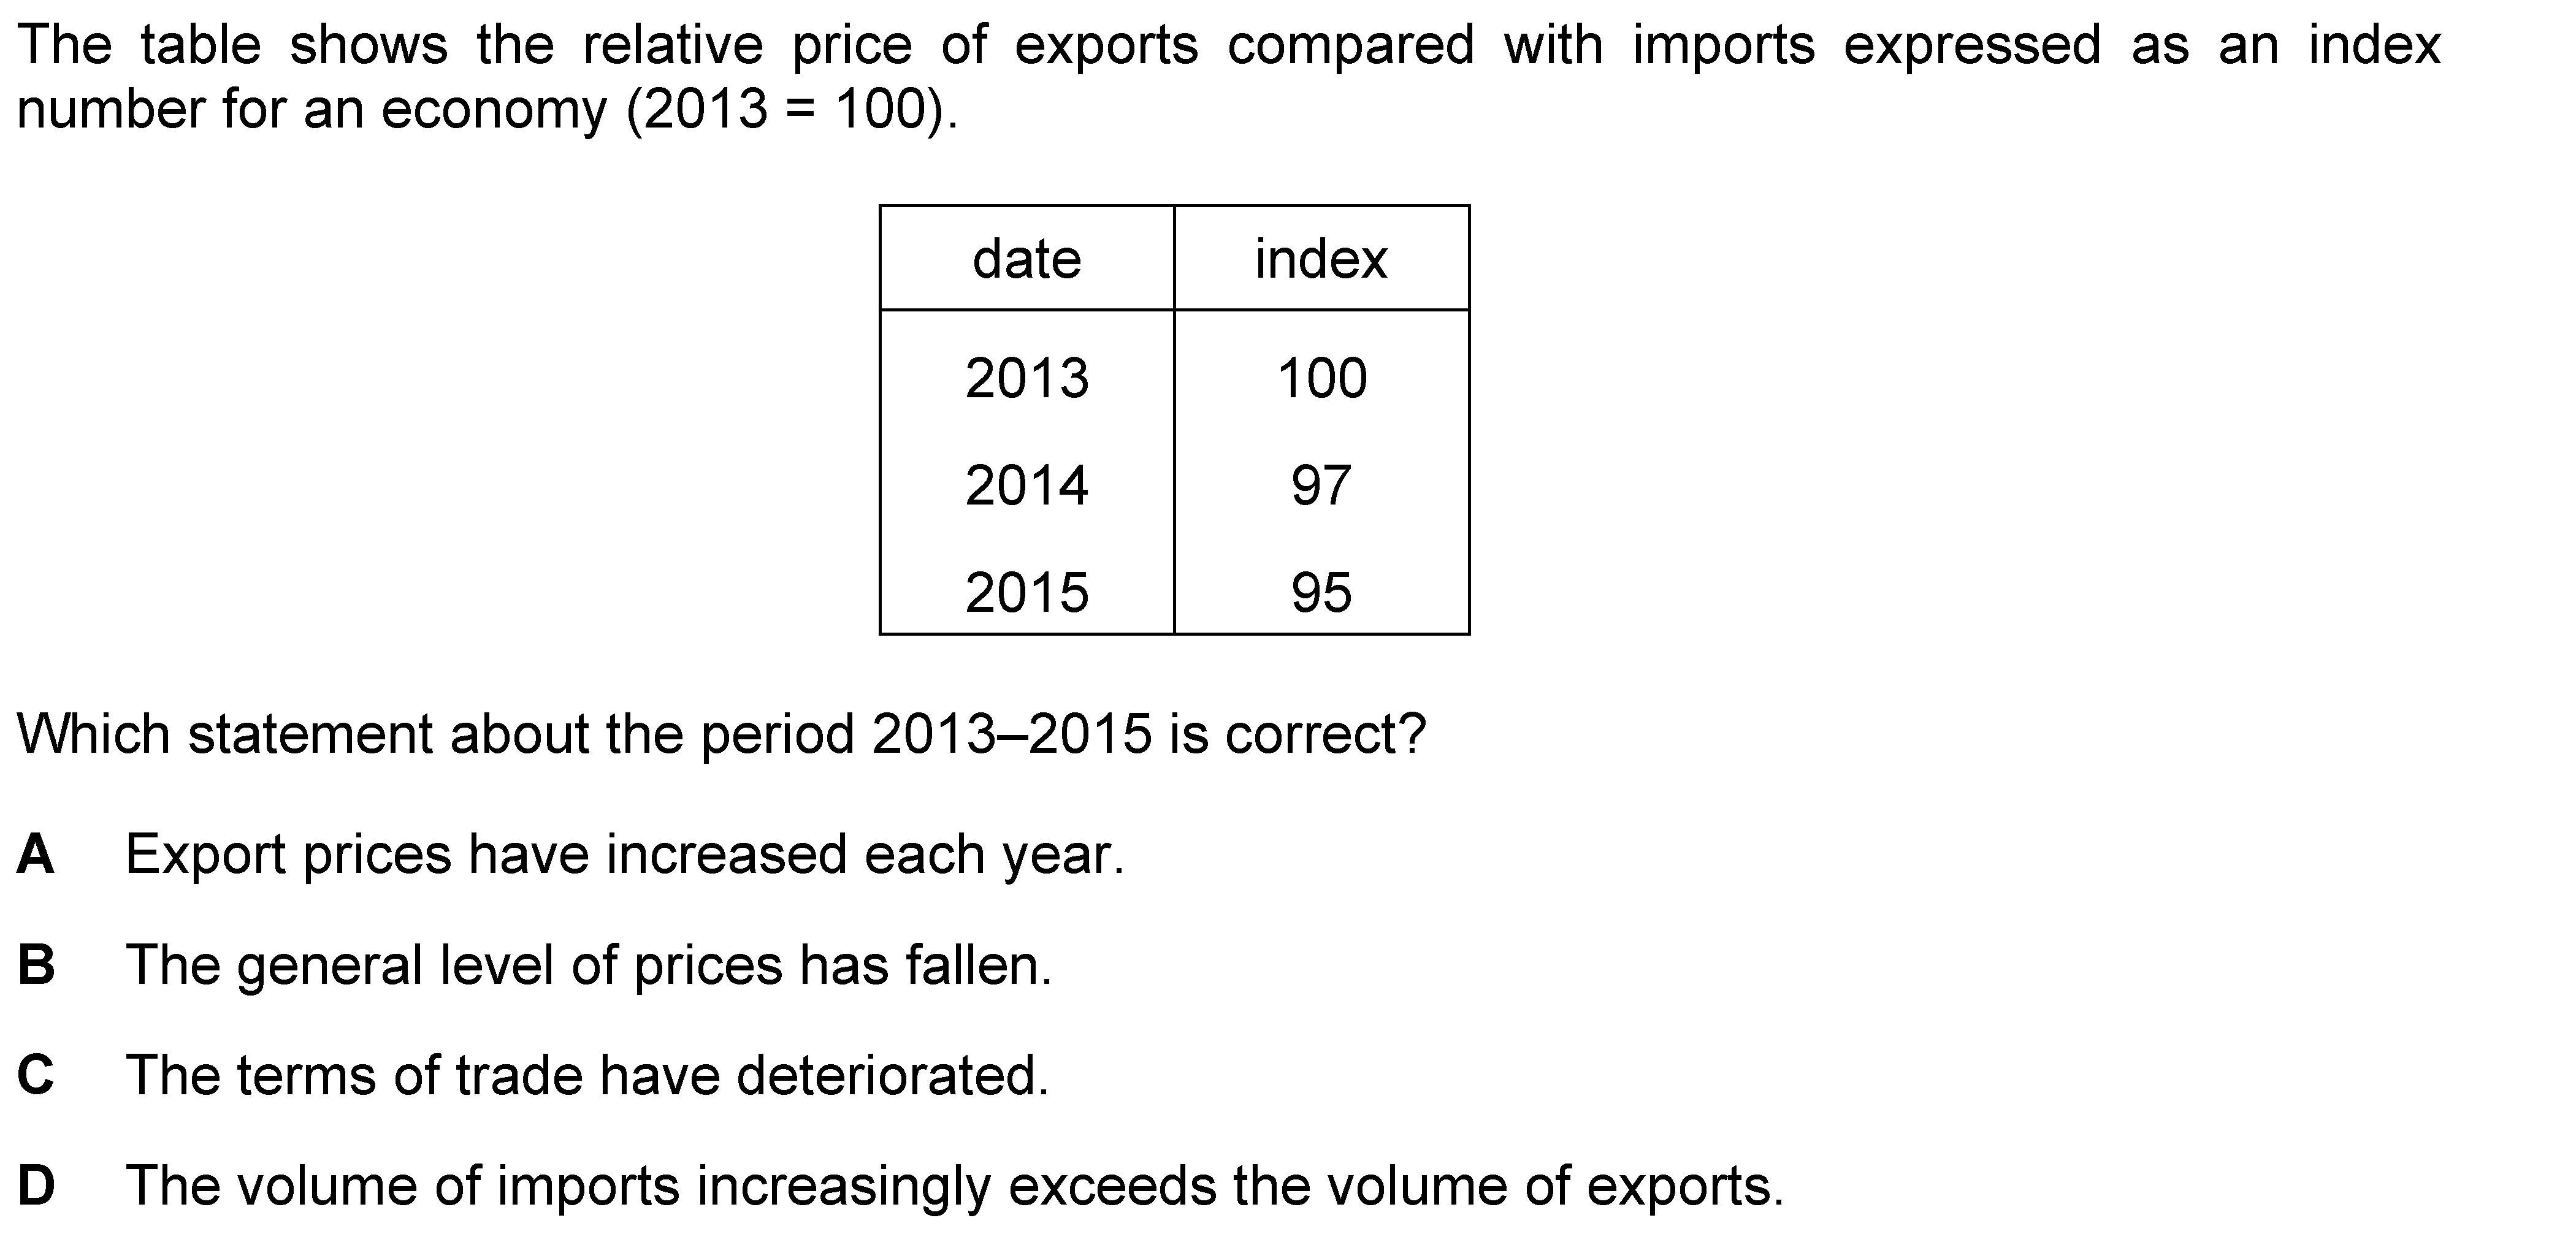 The table shows the relative price of exports compared with imports expressed as an index
number for an economy (2013 = 100).
date index
2013 100
2014 97
2015 95
Which statement about the period 2013–2015 is correct?
A Export prices have increased each year.
B The general level of prices has fallen.
C The terms of trade have deteriorated.
D The volume of imports increasingly exceeds the volume of exports.